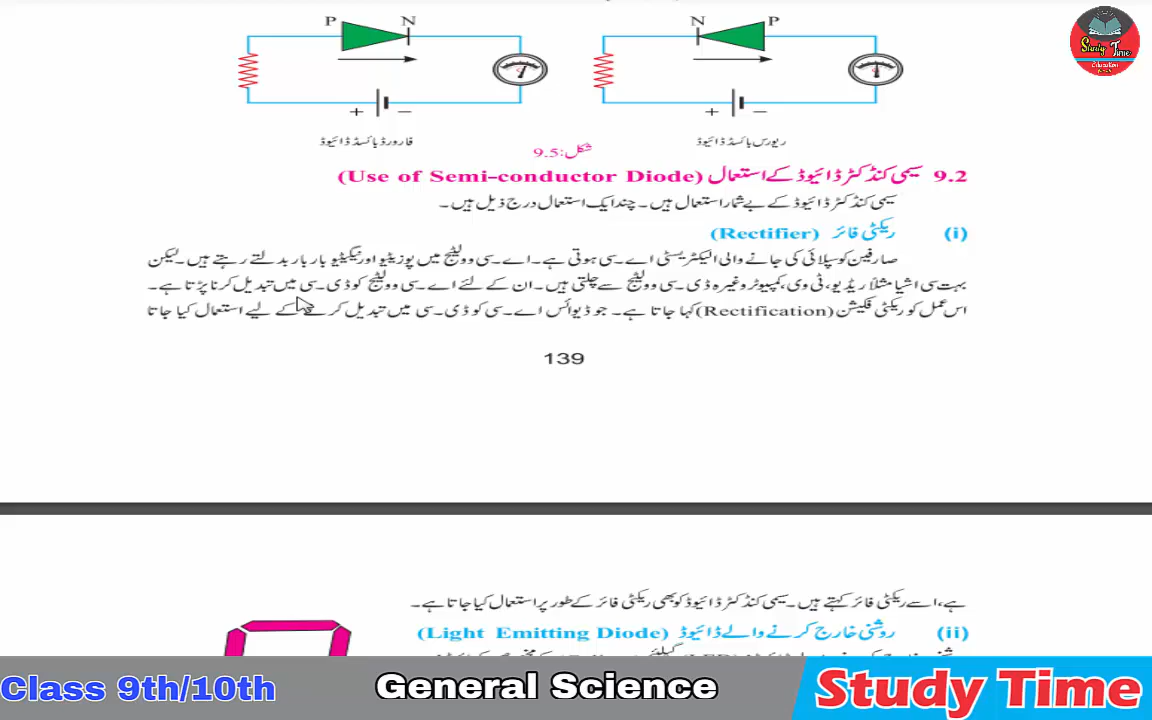 P N N P
+ − + −
فارورڈ بائسڈ ڈائیوڈ ریورس بائسڈ ڈائیوڈ
شکل:9.5
9.2 سیمی کنڈکٹر ڈائیوڈ کے استعمال (Use of Semi-conductor Diode)
سیمی کنڈکٹر ڈائیوڈ کے بے شمار استعمال ہیں۔ چند ایک استعمال درج ذیل ہیں۔
(i) ریکٹی فائر (Rectifier)
صارفین کو سپلائی کی جانے والی الیکٹریسٹی اے۔سی ہوتی ہے۔ اے۔سی وولٹیج میں پوزیٹیو اور نیگیٹیو بار بار بدلتے رہتے ہیں۔ لیکن
بہت سی اشیا مثلاً ریڈیو، ٹی وی، کمپیوٹر وغیرہ ڈی۔سی وولٹیج سے چلتی ہیں۔ ان کے لئے اے۔سی وولٹیج کو ڈی۔سی میں تبدیل کرنا پڑتا ہے۔
اس عمل کو ریکٹی فکیشن (Rectification) کہا جاتا ہے۔ جو ڈیوائس اے۔سی کو ڈی۔سی میں تبدیل کرنے کے لیے استعمال کیا جاتا
139
ہے، اسے ریکٹی فائر کہتے ہیں۔ سیمی کنڈکٹر ڈائیوڈ کو بھی ریکٹی فائر کے طور پر استعمال کیا جاتا ہے۔
(ii) روشنی خارج کرنے والے ڈائیوڈ (Light Emitting Diode)
Class 9th/10th General Science Study Time
Study Time
Education